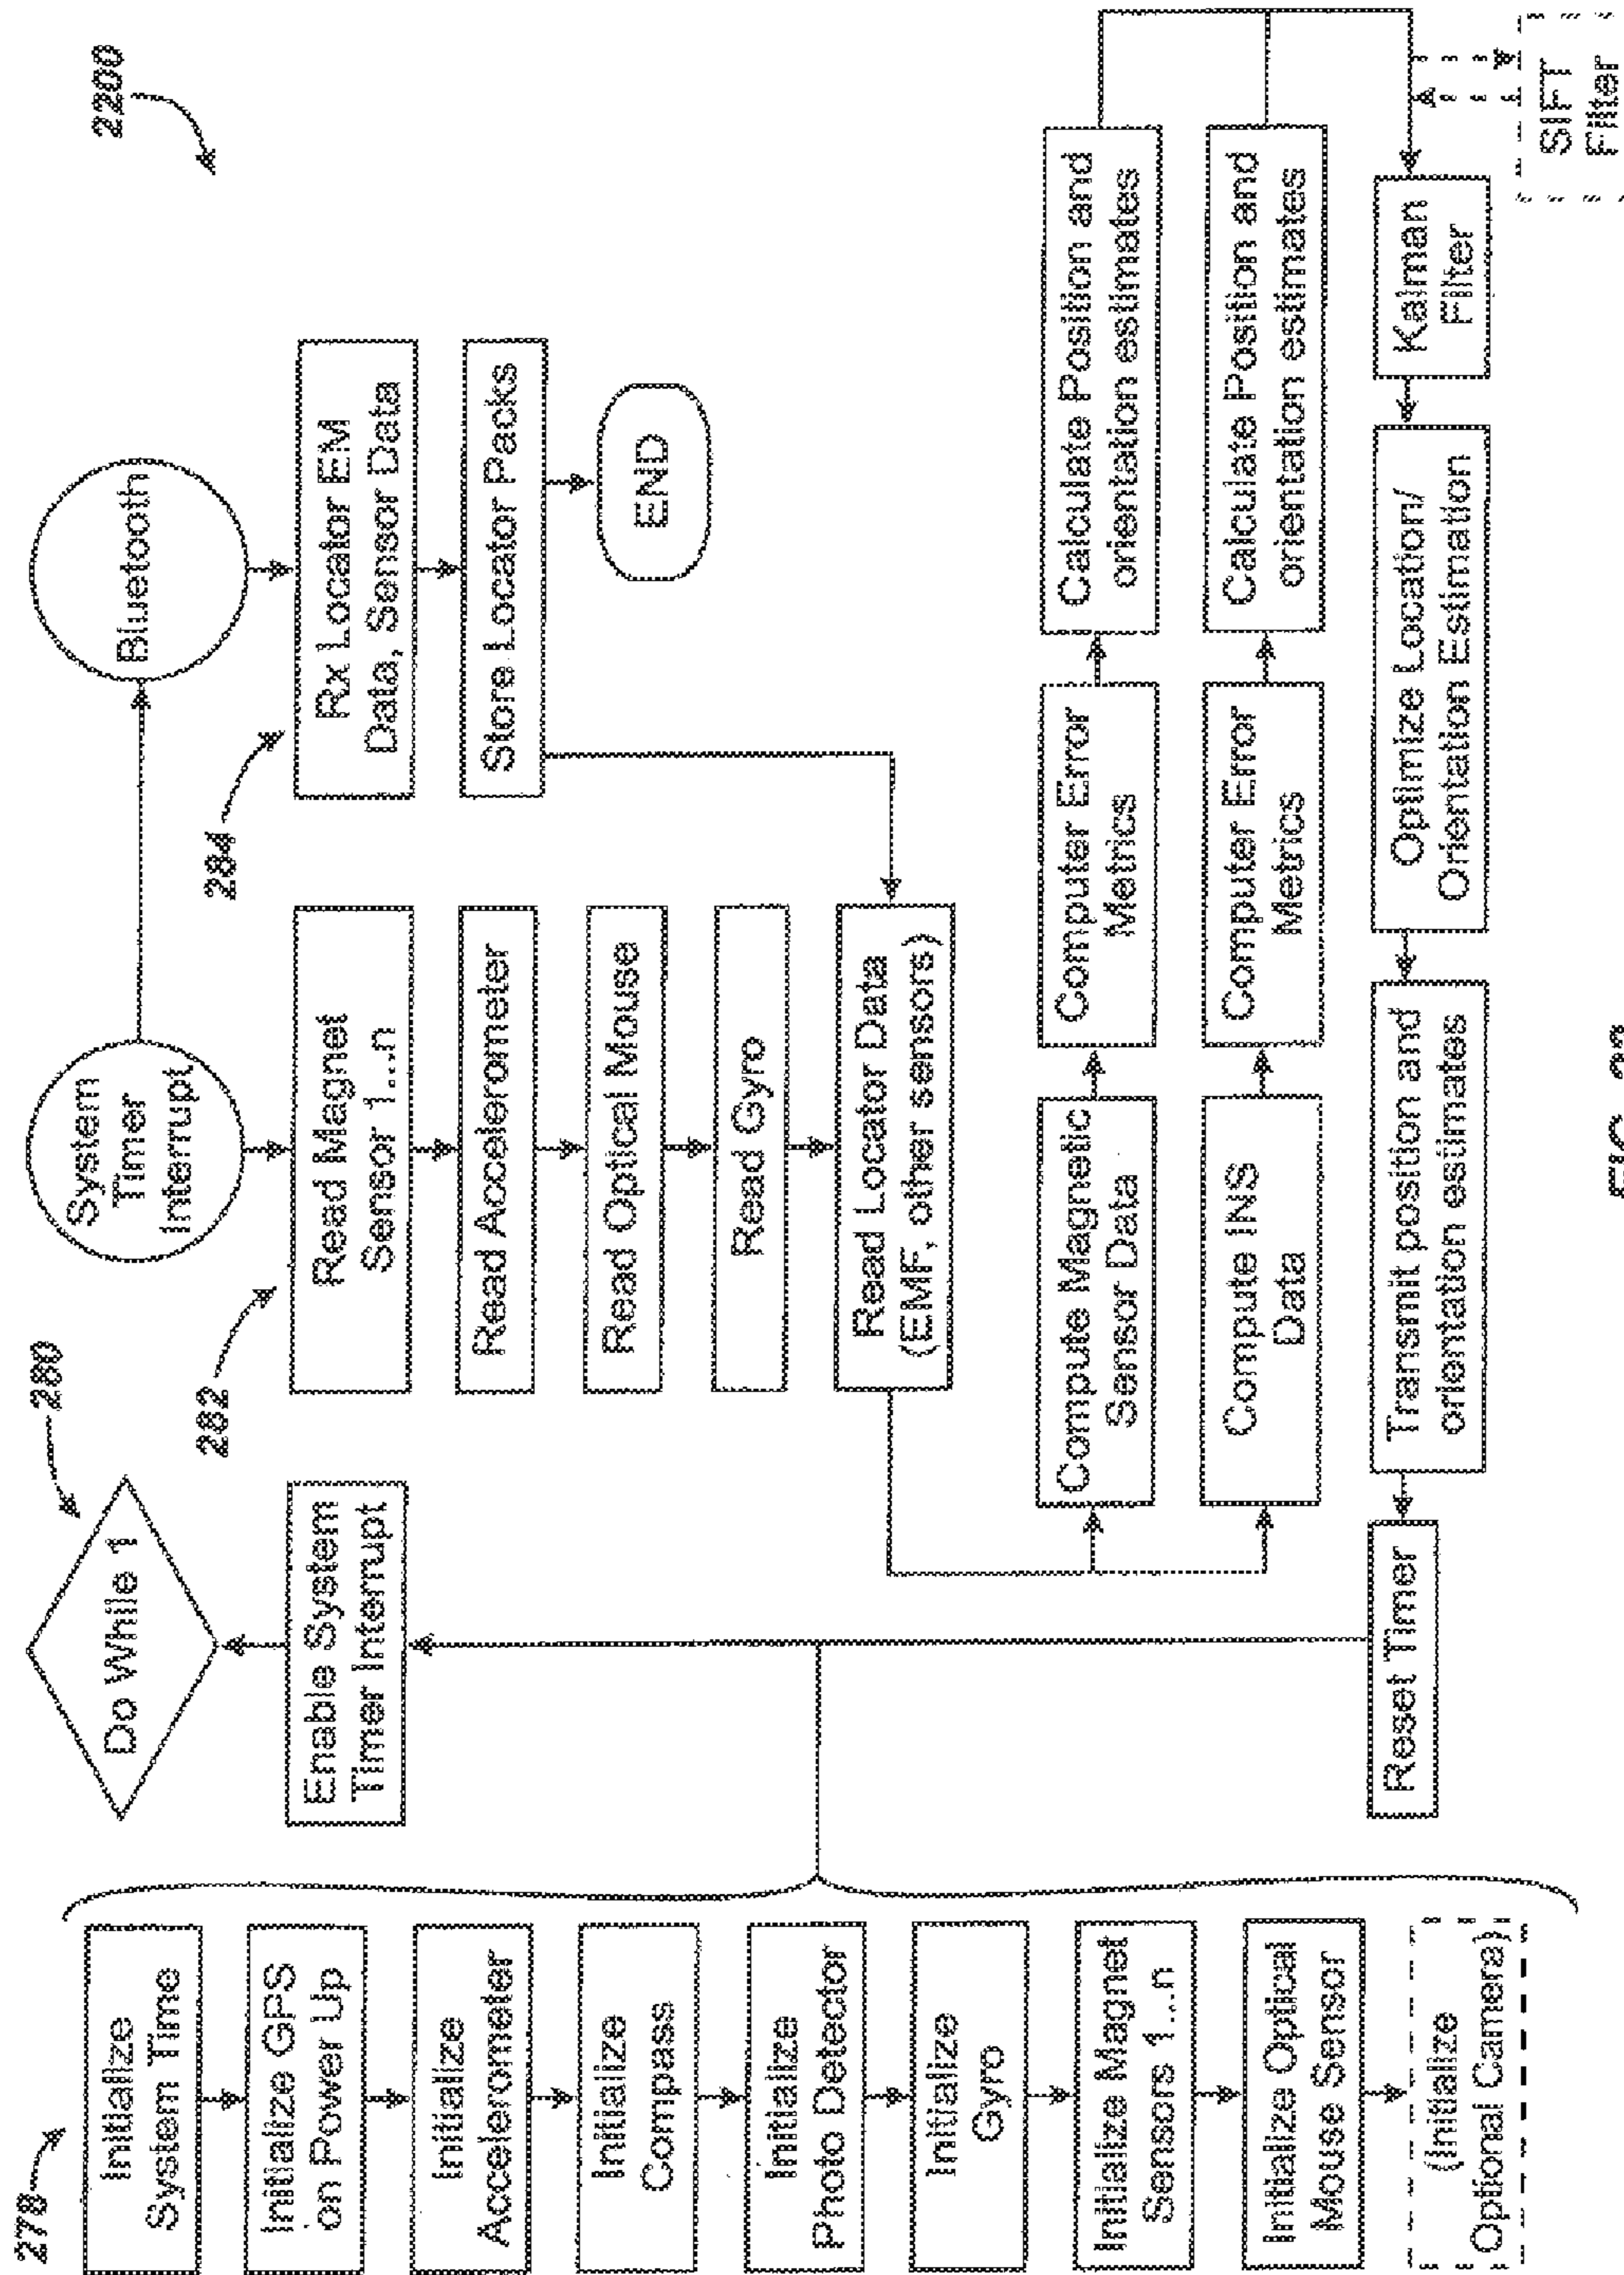 278
Initialize
System Time
Initialize GPS
on Power Up
Initialize
Accelerometer
Initialize
Compass
Initialize
Photo Detector
Initialize
Gyro
Initialize Magnet
Sensors 1...n
Initialize Optical
Mouse Sensor
(Initialize
Optional Camera)
280
Do While 1
Enable System
Timer Interrupt
282
System
Timer
Interrupt
Read Magnet
Sensor 1...n
Read Accelerometer
Read Optical Mouse
Read Gyro
Read Locator Data
(EMF, other sensors)
284
Bluetooth
Rx Locator EM
Data, Sensor Data
Store Locator Packs
END
2200
Compute Magnetic
Sensor Data
Computer Error
Metrics
Calculate Position and
orientation estimates
Compute INS
Data
Computer Error
Metrics
Calculate Position and
orientation estimates
Reset Timer
Transmit position and
orientation estimates
Optimize Location/
Orientation Estimation
Kalman
Filter
SIFT
Filter